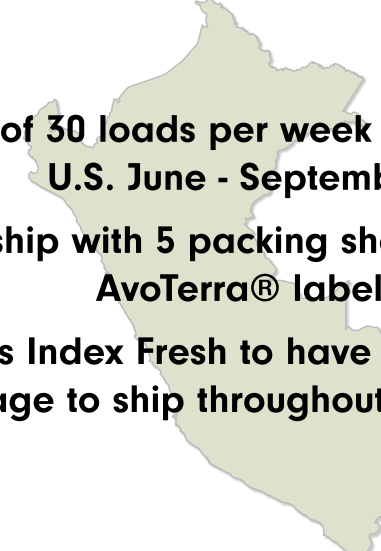 of 30 loads per week
U.S. June - Septemb
ship with 5 packing she
AvoTerra® label
s Index Fresh to have
age to ship throughout